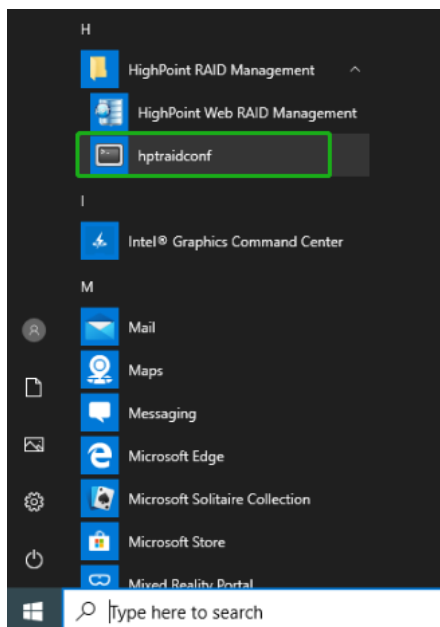 H
HighPoint RAID Management
HighPoint Web RAID Management
hptraidconf
I
Intel® Graphics Command Center
M
Mail
Maps
Messaging
Microsoft Edge
Microsoft Solitaire Collection
Microsoft Store
Mixed Reality Portal
Type here to search